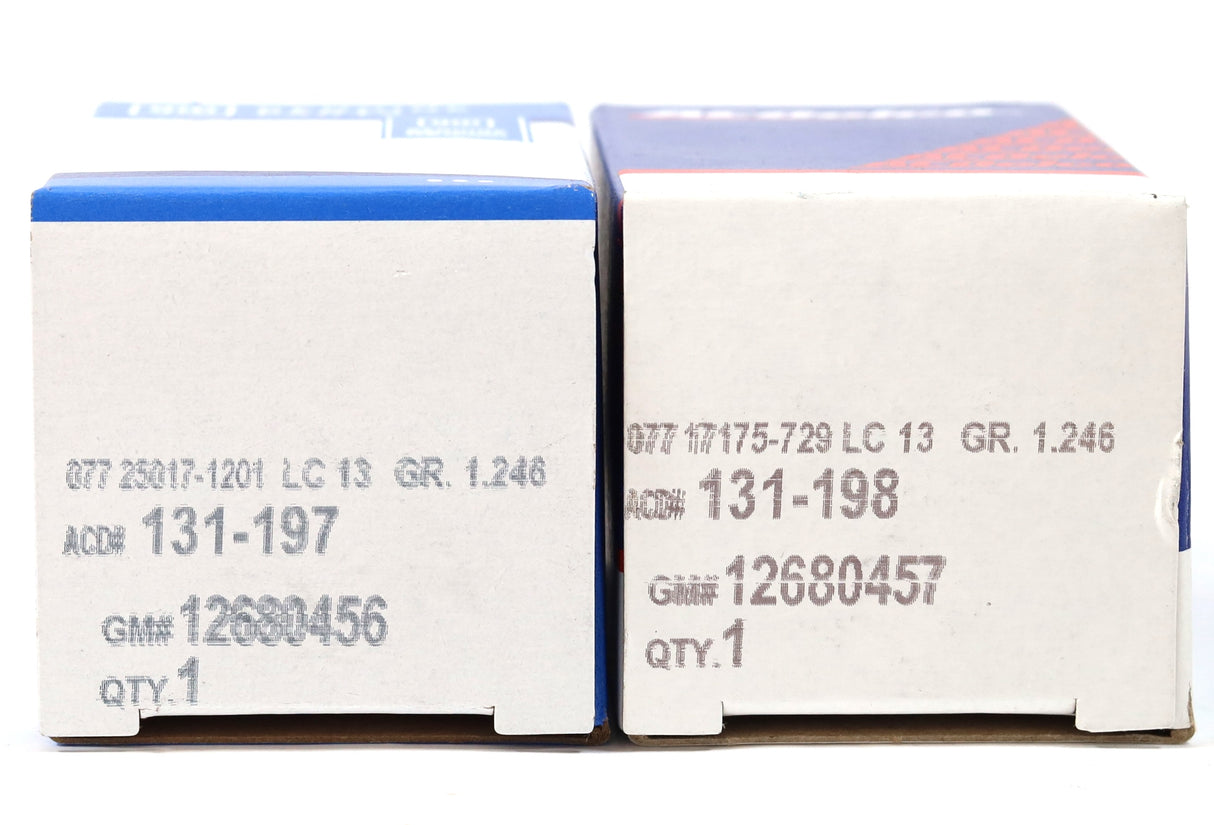 077 25017-1201 LC 13 GR. 1.246
ACD# 131-197
GM# 12680456
QTY. 1
077 17175-729 LC 13 GR. 1.246
ACD# 131-198
GM# 12680457
QTY. 1